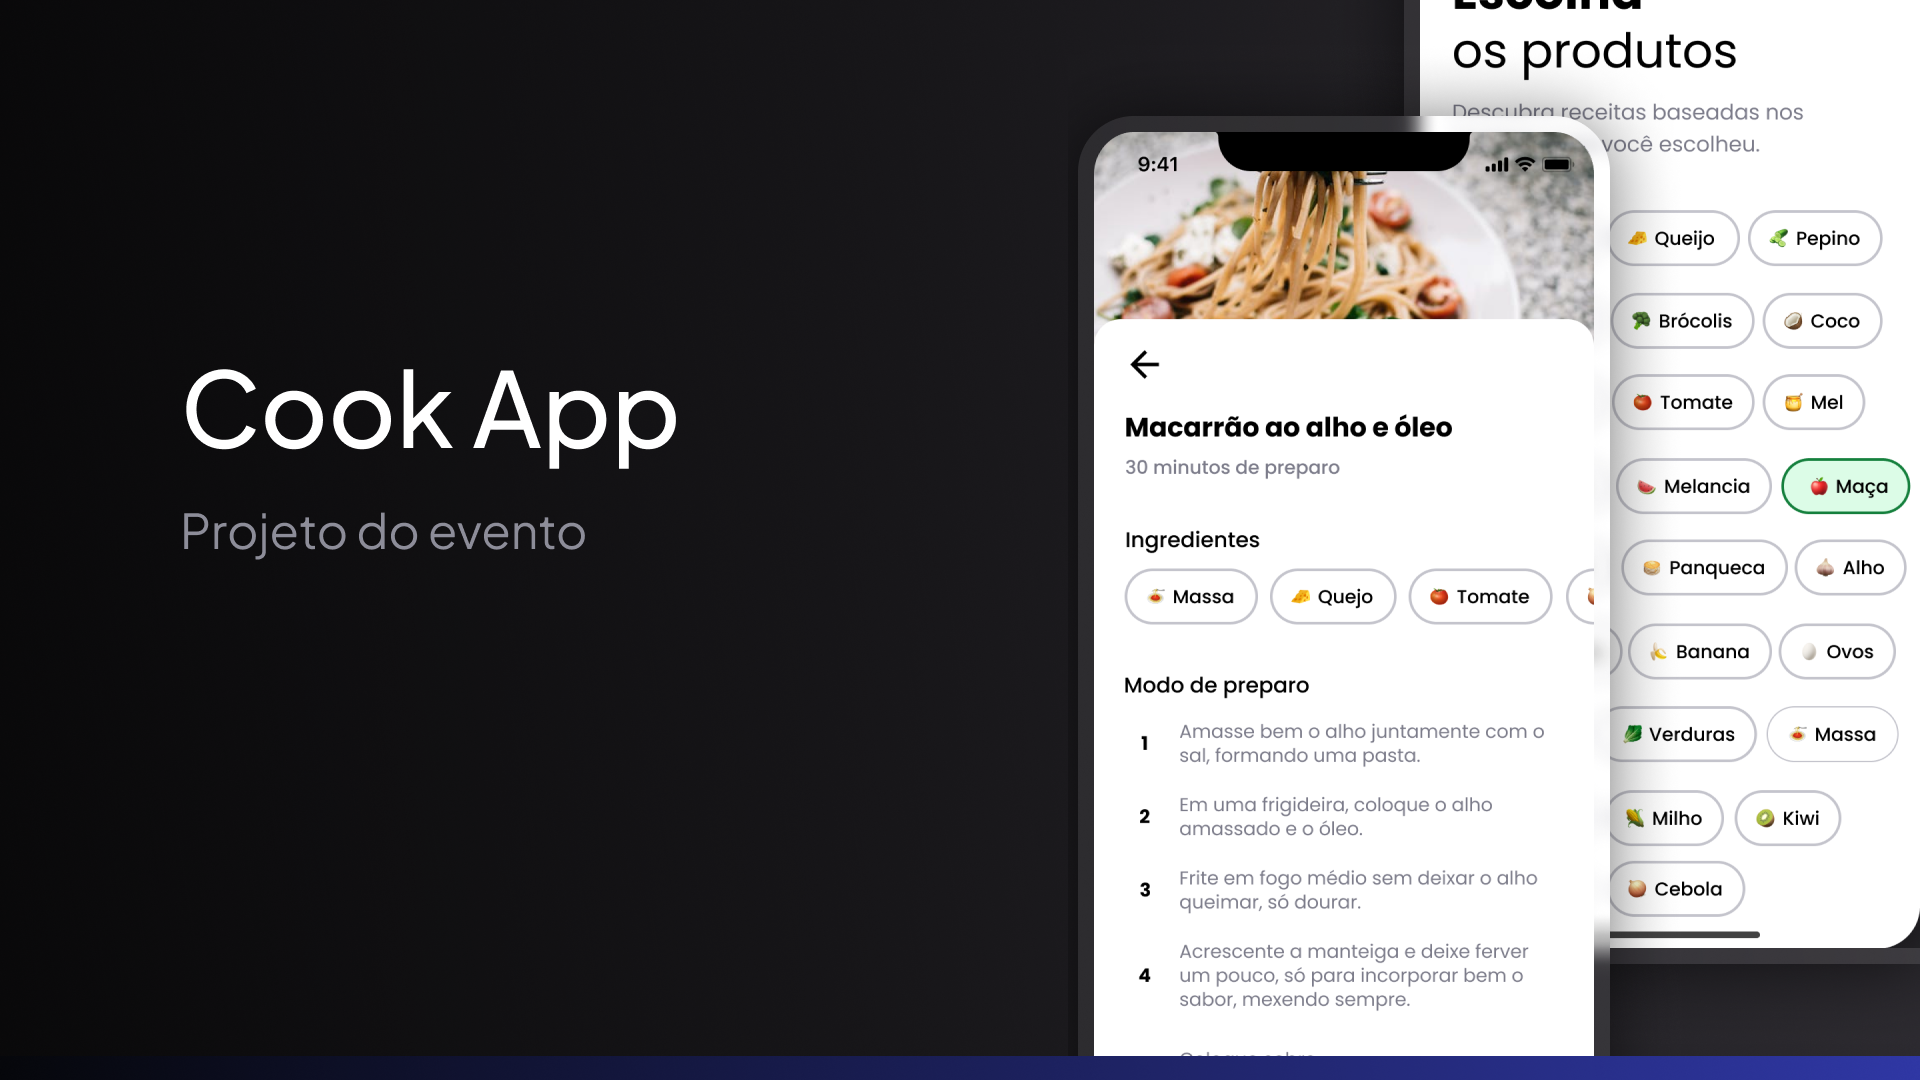 Cook App
Projeto do evento
9:41
Macarrão ao alho e óleo
30 minutos de preparo
Ingredientes
Massa
Quejo
Tomate
Modo de preparo
1
Amasse bem o alho juntamente com o
sal, formando uma pasta.
2
Em uma frigideira, coloque o alho
amassado e o óleo.
3
Frite em fogo médio sem deixar o alho
queimar, só dourar.
4
Acrescente a manteiga e deixe ferver
um pouco, só para incorporar bem o
sabor, mexendo sempre.
Escolha
os produtos
Descubra receitas baseadas nos
você escolheu.
Queijo
Pepino
Brócolis
Coco
Tomate
Mel
Melancia
Maça
Panqueca
Alho
Banana
Ovos
Verduras
Massa
Milho
Kiwi
Cebola